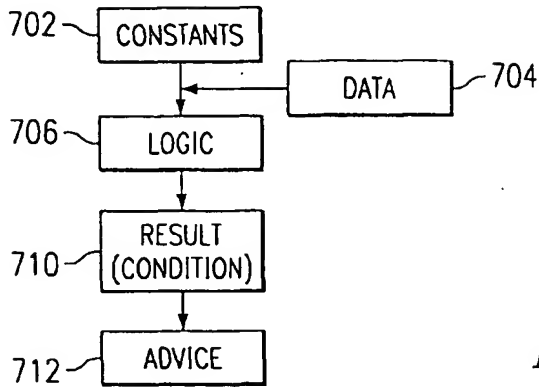 702 CONSTANTS
DATA 704
706 LOGIC
710 RESULT
(CONDITION)
712 ADVICE